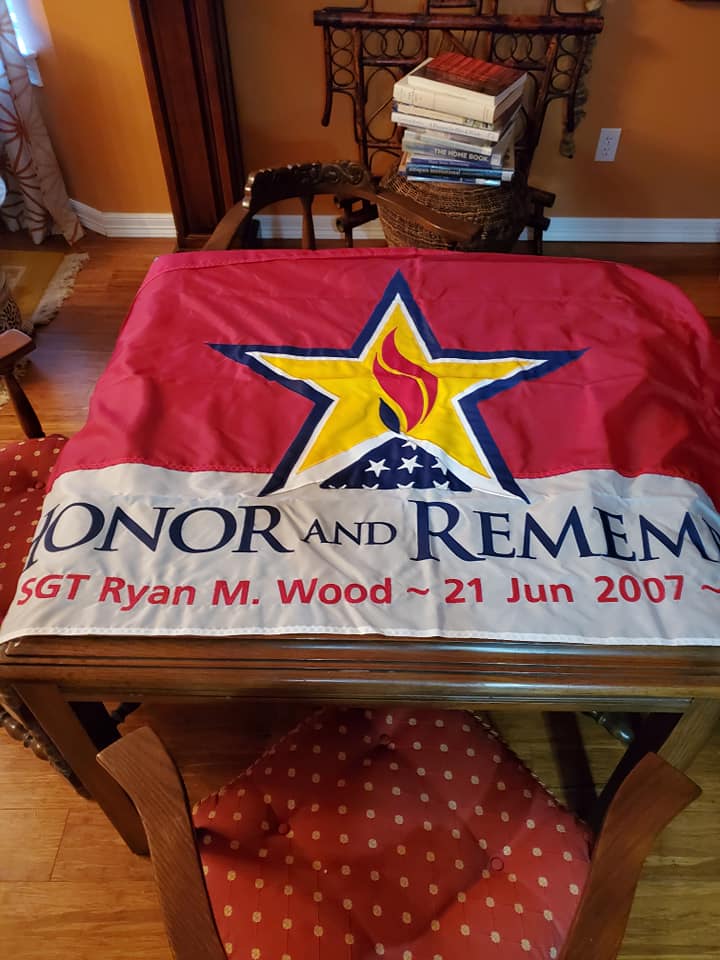 THE HOME BOOK
HONOR AND REMEM
SGT Ryan M. Wood ~ 21 Jun 2007 ~